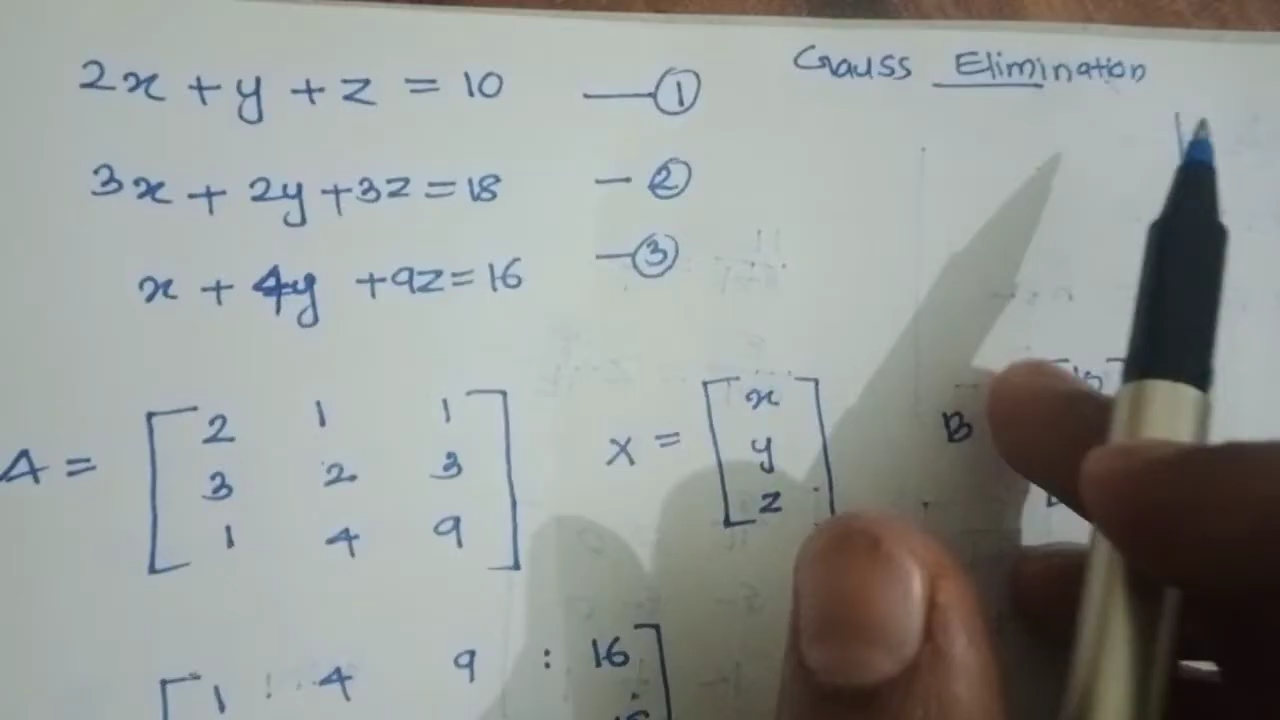 Gauss Elimination
2x + y + z = 10 —①
3x + 2y + 3z = 18 — ②
x + 4y + 9z = 16 —③
A = [ 2 1 1
3 2 3
1 4 9 ]
X = [ x
y
z ]
B
[ 1 4 9 : 16 ]